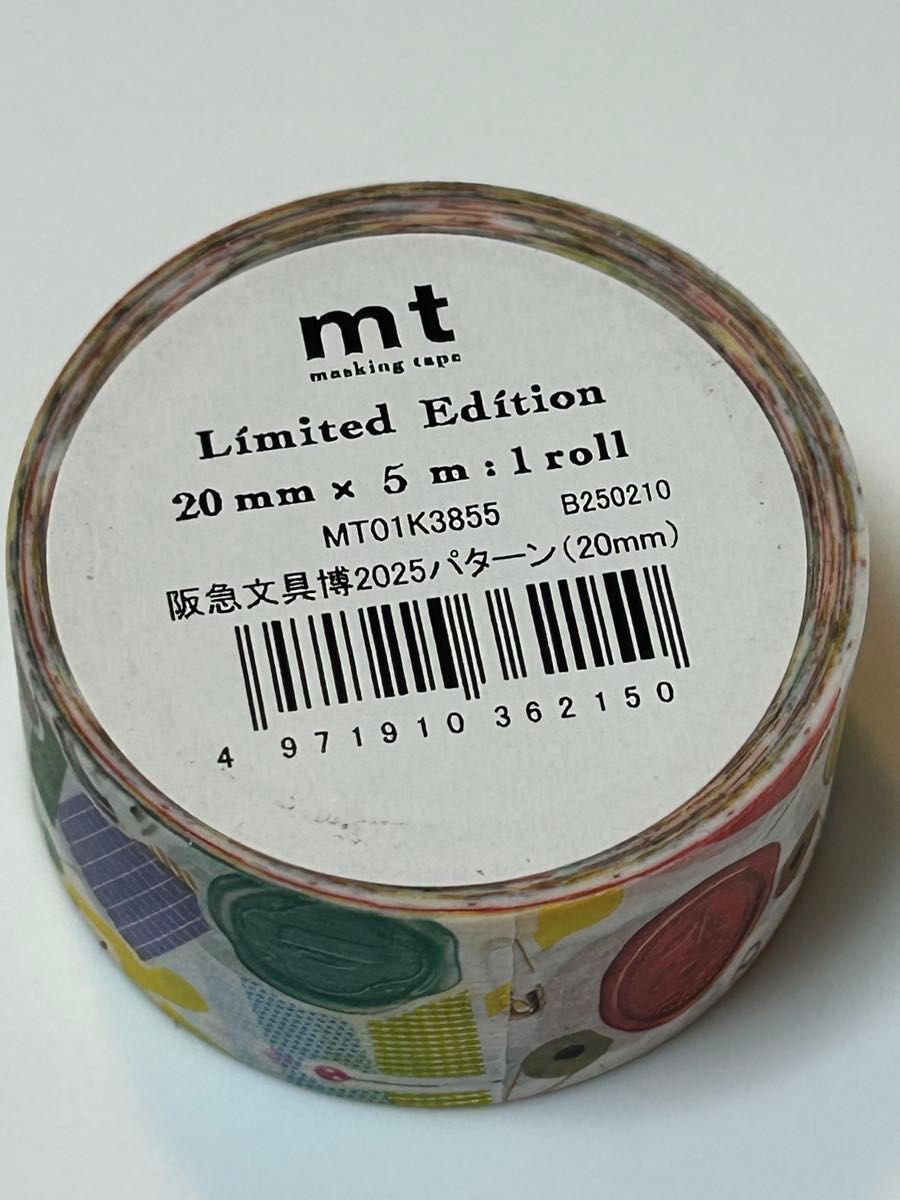 mt
masking tape
Limited Edition
20 mm × 5 m : 1 roll
MT01K3855 B250210
阪急文具博2025パターン(20mm)
4 971910 362150